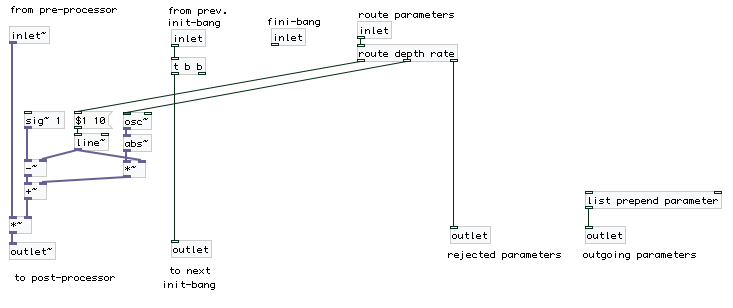 from pre-processor
from prev.
init-bang
fini-bang
route parameters
inlet~
inlet
inlet
inlet
t b b
route depth rate
sig~ 1
$1 10
osc~
line~
abs~
-~
*~
+~
list prepend parameter
*~
outlet~
outlet
outlet
outlet
to post-processor
to next
init-bang
rejected parameters
outgoing parameters